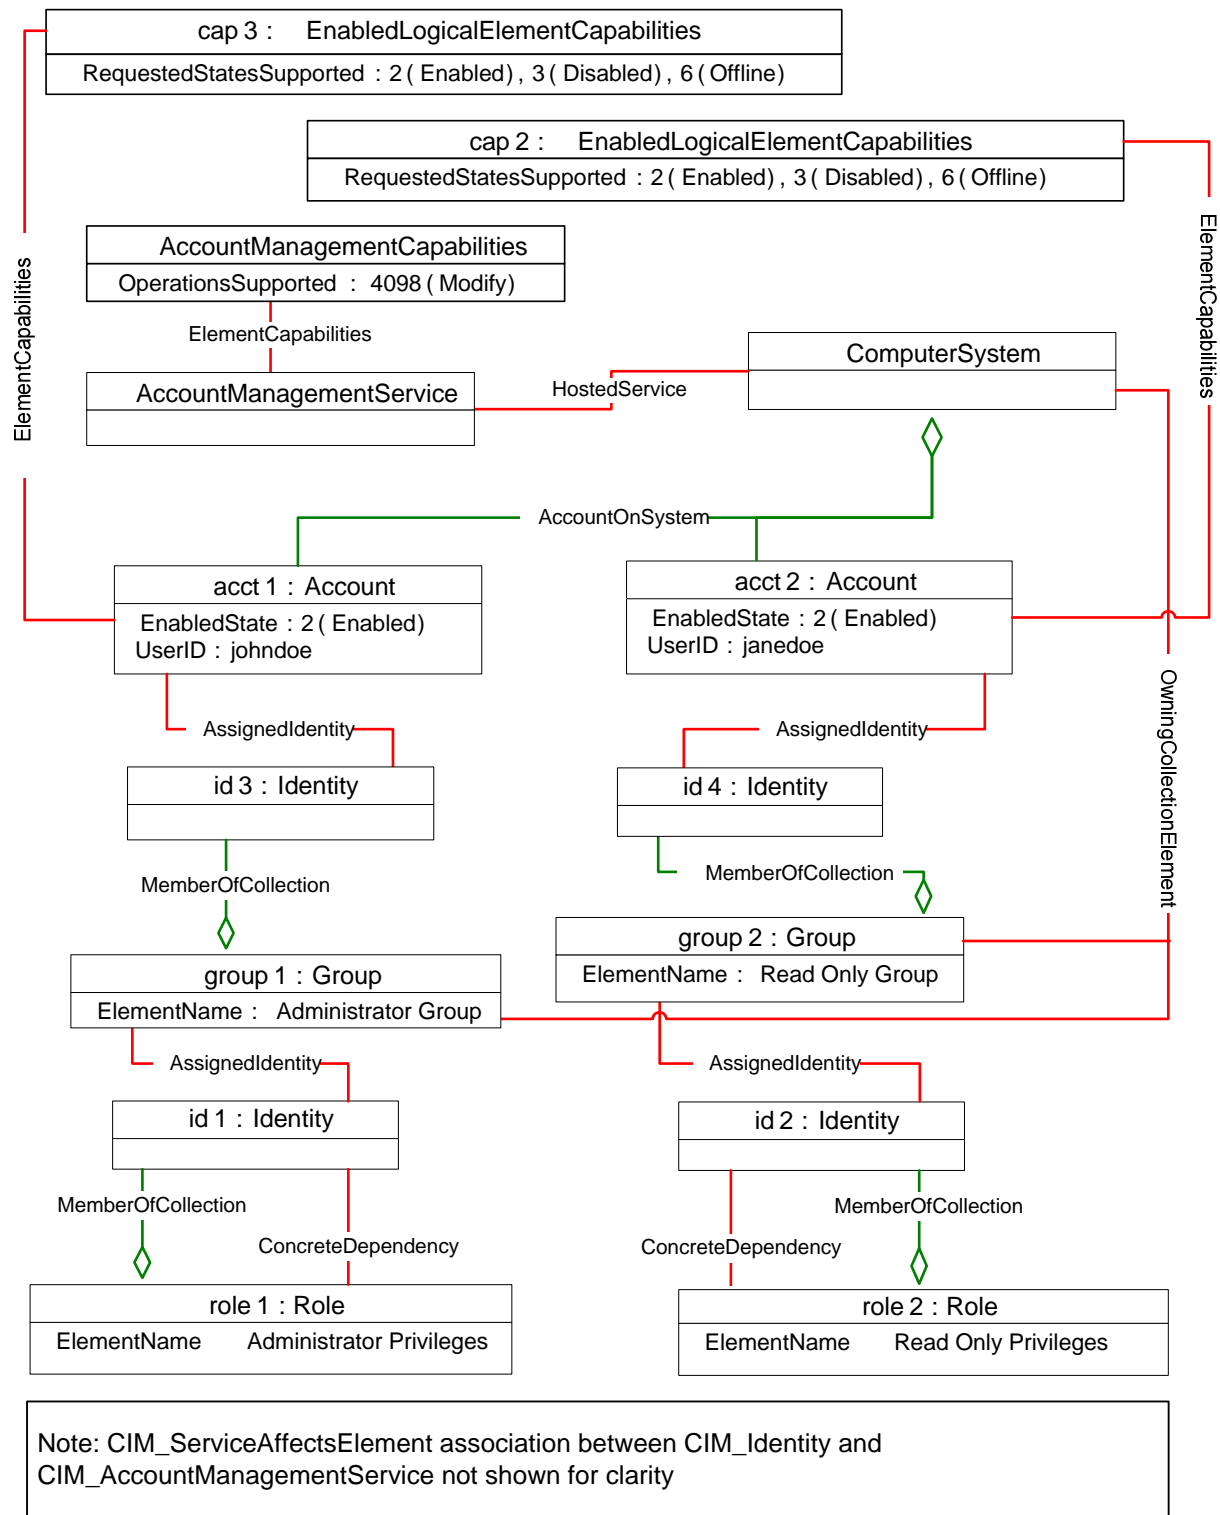 cap 3 : EnabledLogicalElementCapabilities
RequestedStatesSupported : 2 ( Enabled) , 3 ( Disabled) , 6 ( Offline)
cap 2 : EnabledLogicalElementCapabilities
RequestedStatesSupported : 2 ( Enabled) , 3 ( Disabled) , 6 ( Offline)
AccountManagementCapabilities
OperationsSupported : 4098 ( Modify)
ElementCapabilities
ElementCapabilities
ElementCapabilities
ComputerSystem
AccountManagementService
HostedService
AccountOnSystem
acct 1 : Account
EnabledState : 2 ( Enabled)
UserID : johndoe
acct 2 : Account
EnabledState : 2 ( Enabled)
UserID : janedoe
OwningCollectionElement
AssignedIdentity
AssignedIdentity
id 3 : Identity
id 4 : Identity
MemberOfCollection
MemberOfCollection
group 1 : Group
ElementName : Administrator Group
group 2 : Group
ElementName : Read Only Group
AssignedIdentity
AssignedIdentity
id 1 : Identity
id 2 : Identity
MemberOfCollection
ConcreteDependency
MemberOfCollection
ConcreteDependency
role 1 : Role
ElementName Administrator Privileges
role 2 : Role
ElementName Read Only Privileges
Note: CIM_ServiceAffectsElement association between CIM_Identity and
CIM_AccountManagementService not shown for clarity